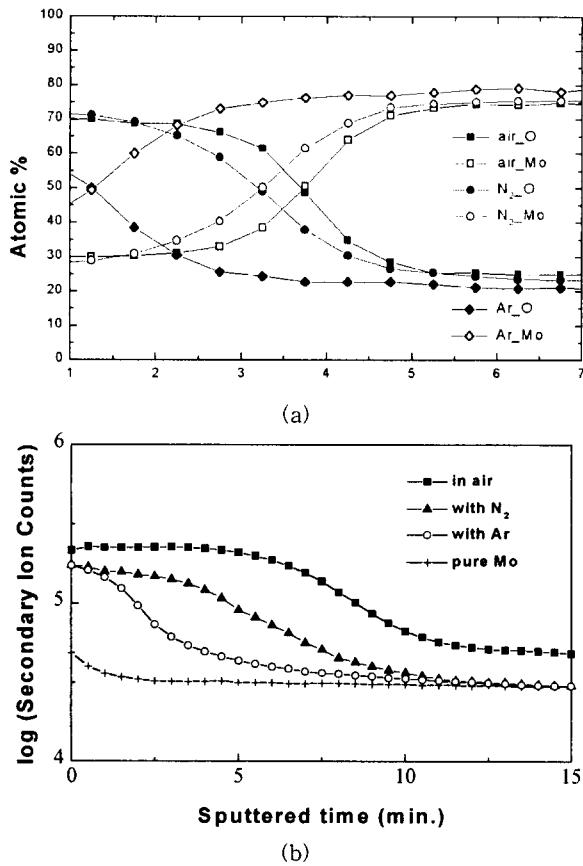 100
90
80
70
60
50
40
30
20
10
0
Atomic %
air_O
air_Mo
N₂_O
N₂_Mo
Ar_O
Ar_Mo
1 2 3 4 5 6 7
(a)
6
5
4
log (Secondary Ion Counts)
in air
with N₂
with Ar
pure Mo
0 5 10 15
Sputtered time (min.)
(b)